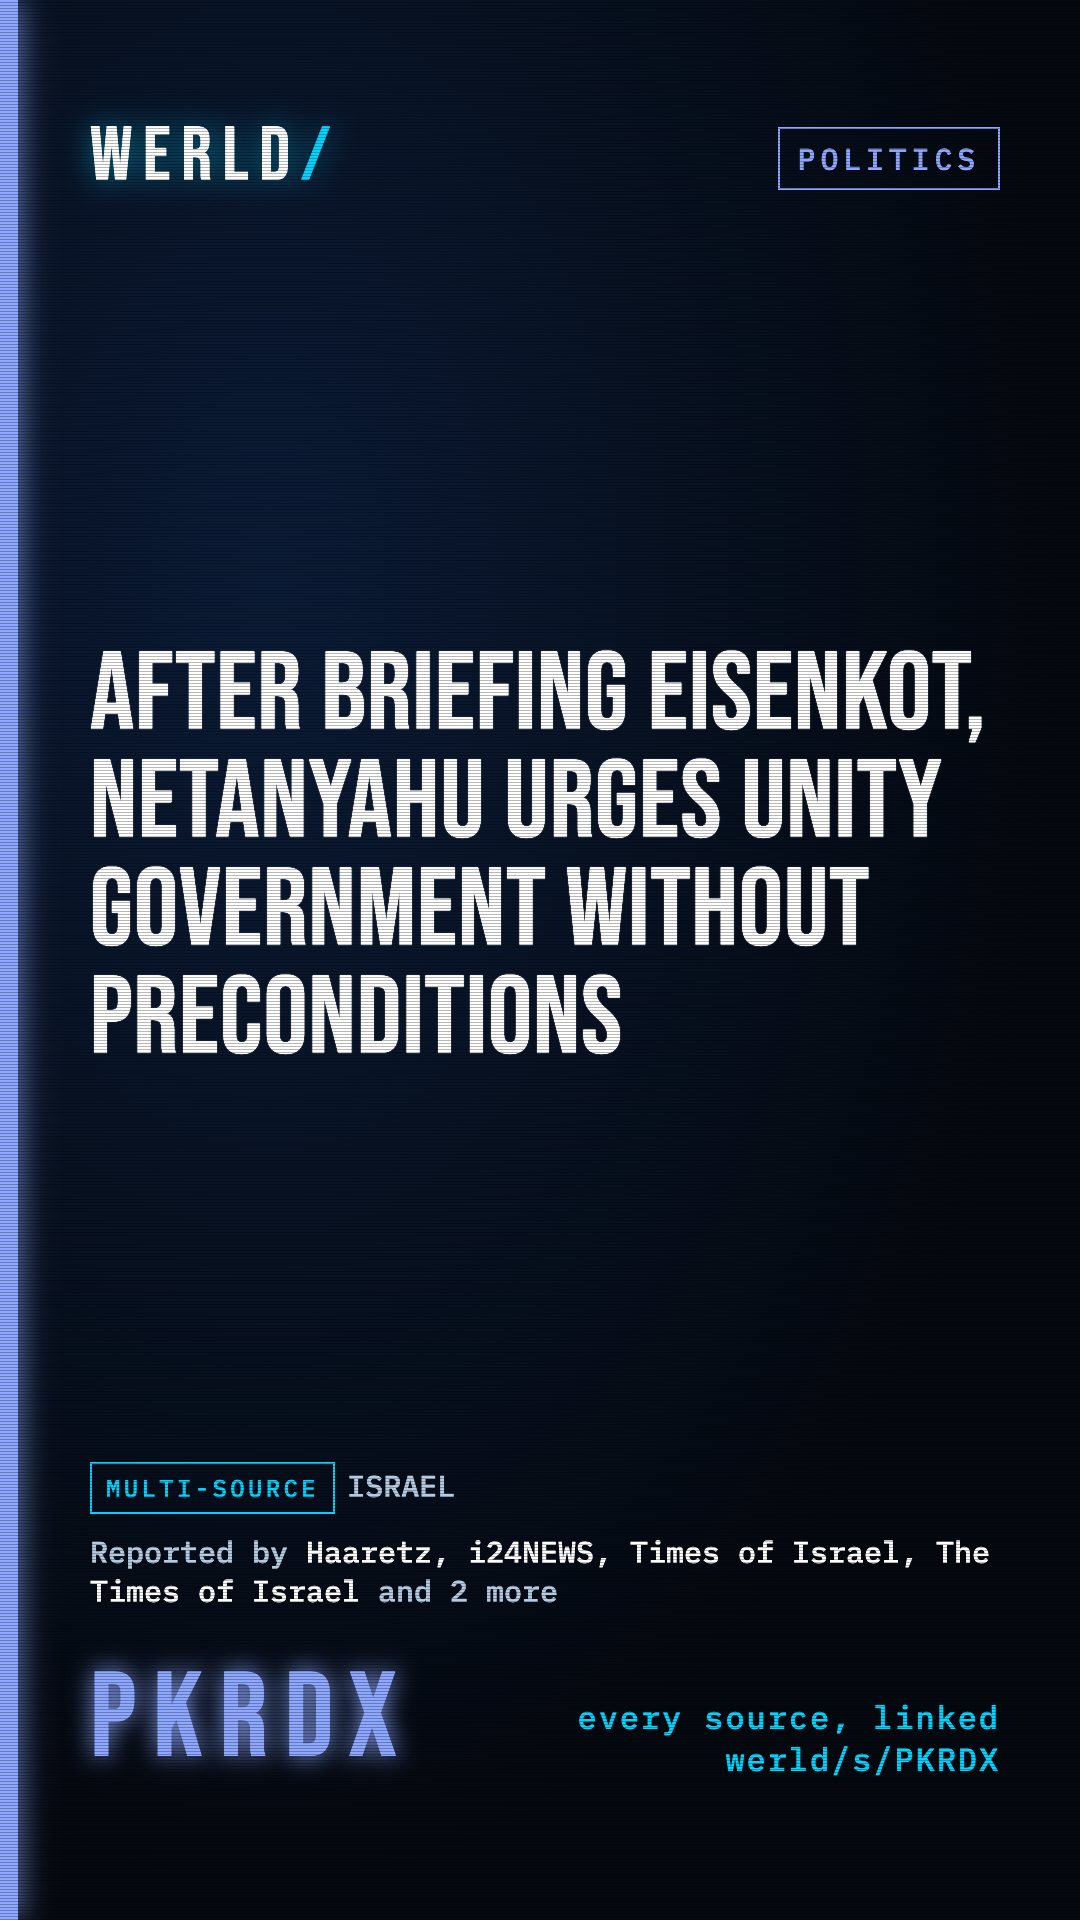 WERLD/
POLITICS
AFTER BRIEFING EISENKOT,
NETANYAHU URGES UNITY
GOVERNMENT WITHOUT
PRECONDITIONS
MULTI-SOURCE ISRAEL
Reported by Haaretz, i24NEWS, Times of Israel, The
Times of Israel and 2 more
PKRDX
every source, linked
werld/s/PKRDX